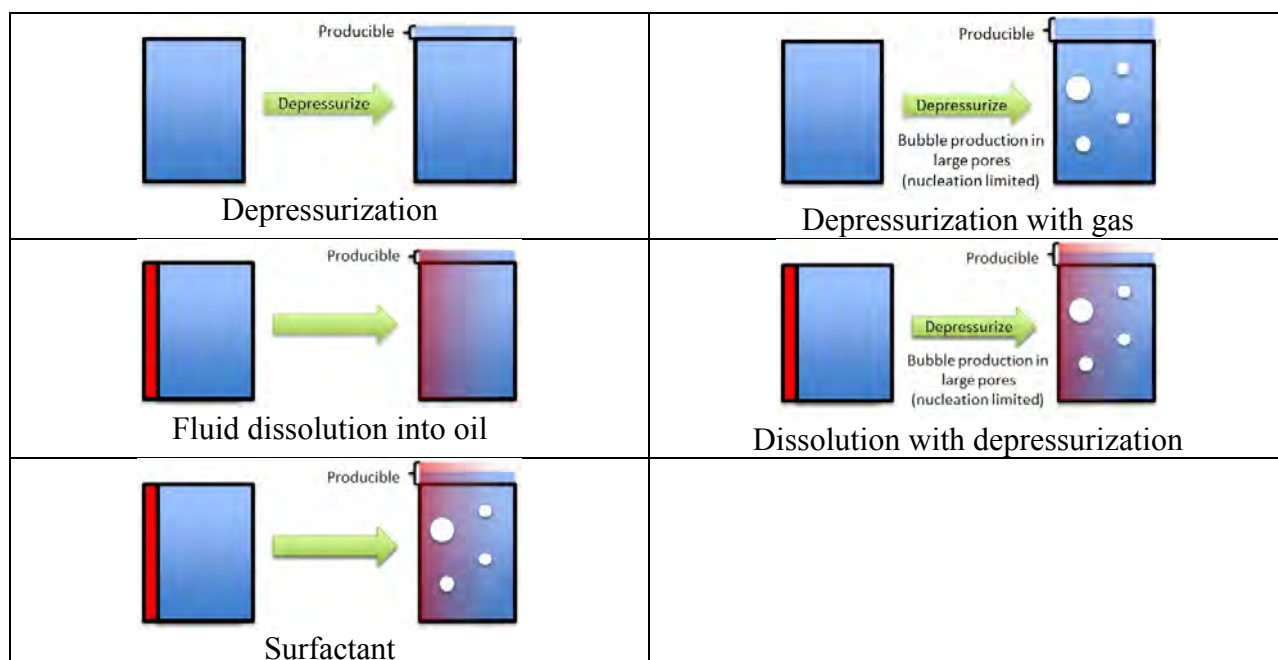 Producible
Depressurize
Depressurization
Producible
Depressurize
Bubble production in
large pores
(nucleation limited)
Depressurization with gas
Producible
Fluid dissolution into oil
Producible
Depressurize
Bubble production in
large pores
(nucleation limited)
Dissolution with depressurization
Producible
Surfactant